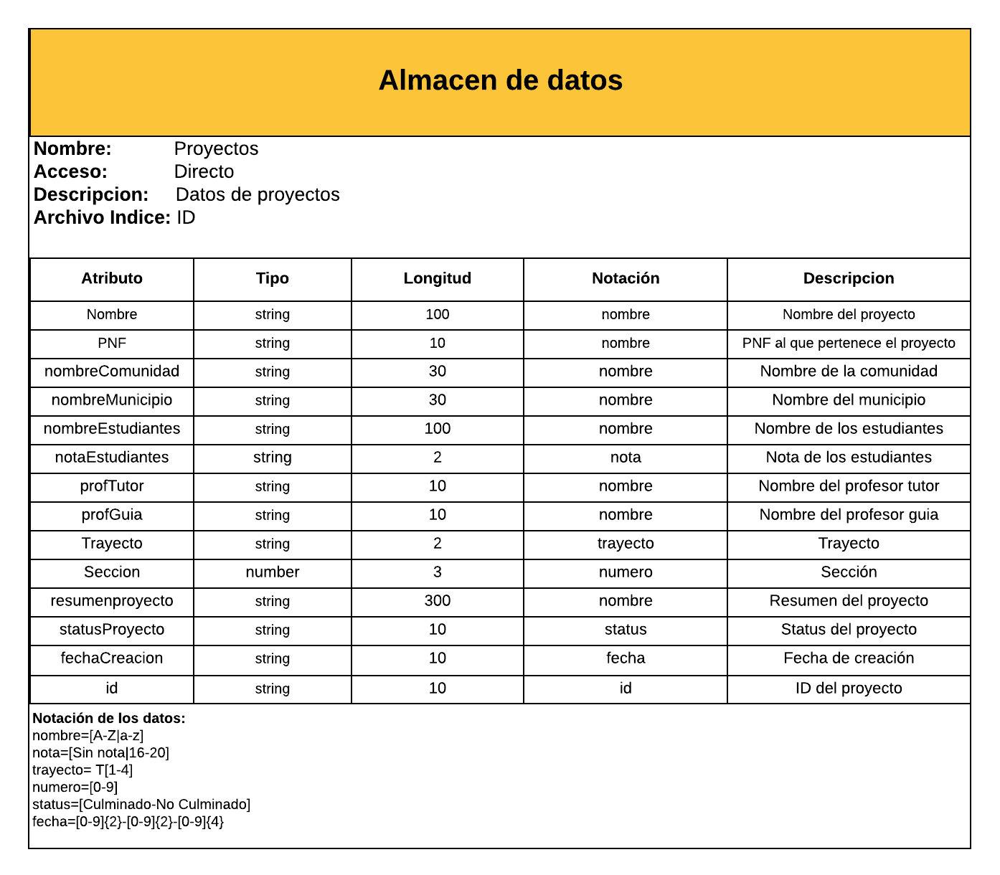 Almacen de datos
Nombre: Proyectos
Acceso: Directo
Descripcion: Datos de proyectos
Archivo Indice: ID
Atributo Tipo Longitud Notación Descripcion
Nombre string 100 nombre Nombre del proyecto
PNF string 10 nombre PNF al que pertenece el proyecto
nombreComunidad string 30 nombre Nombre de la comunidad
nombreMunicipio string 30 nombre Nombre del municipio
nombreEstudiantes string 100 nombre Nombre de los estudiantes
notaEstudiantes string 2 nota Nota de los estudiantes
profTutor string 10 nombre Nombre del profesor tutor
profGuia string 10 nombre Nombre del profesor guia
Trayecto string 2 trayecto Trayecto
Seccion number 3 numero Sección
resumenproyecto string 300 nombre Resumen del proyecto
statusProyecto string 10 status Status del proyecto
fechaCreacion string 10 fecha Fecha de creación
id string 10 id ID del proyecto
Notación de los datos:
nombre=[A-Z|a-z]
nota=[Sin nota|16-20]
trayecto= T[1-4]
numero=[0-9]
status=[Culminado-No Culminado]
fecha=[0-9]{2}-[0-9]{2}-[0-9]{4}